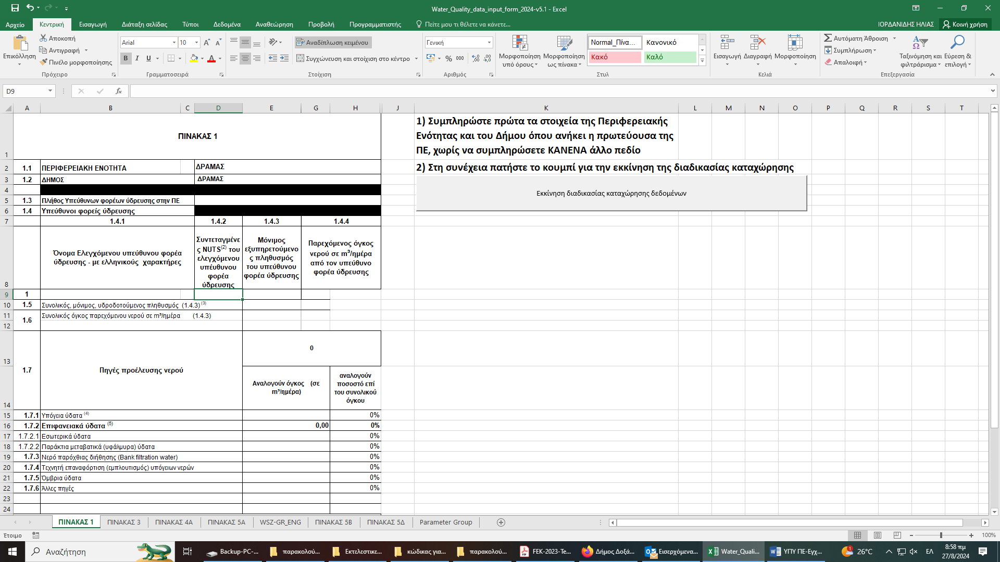 Water_Quality_data_input_form_2024-v5.1 - Excel
Αρχείο Κεντρική Εισαγωγή Διάταξη σελίδας Τύποι Δεδομένα Αναθεώρηση Προβολή Προγραμματιστής Πείτε μου τι θέλετε να κάνετε... ΙΟΡΔΑΝΙΔΗΣ ΗΛΙΑΣ Κοινή χρήση
Επικόλληση
Αποκοπή
Αντιγραφή
Πινέλο μορφοποίησης
Πρόχειρο
Arial 10
B I U
Γραμματοσειρά
Αναδίπλωση κειμένου
Συγχώνευση και στοίχιση στο κέντρο
Στοίχιση
Γενική
% 000
Αριθμός
Μορφοποίηση υπό όρους
Μορφοποίηση ως πίνακα
Normal_Πίνα... Κανονικό
Κακό Καλό
Στυλ
Εισαγωγή Διαγραφή Μορφοποίηση
Κελιά
Αυτόματη Άθροιση
Συμπλήρωση
Απαλοιφή
Ταξινόμηση και φιλτράρισμα
Εύρεση & επιλογή
Επεξεργασία
D9 fx
A B C D E G H J K L M N O P Q R S T
1 ΠΙΝΑΚΑΣ 1
1) Συμπληρώστε πρώτα τα στοιχεία της Περιφερειακής
Ενότητας και του Δήμου όπου ανήκει η πρωτεύουσα της
ΠΕ, χωρίς να συμπληρώσετε ΚΑΝΕΝΑ άλλο πεδίο
2 1.1 ΠΕΡΙΦΕΡΕΙΑΚΗ ΕΝΟΤΗΤΑ ΔΡΑΜΑΣ
2) Στη συνέχεια πατήστε το κουμπί για την εκκίνηση της διαδικασίας καταχώρησης
3 1.2 ΔΗΜΟΣ ΔΡΑΜΑΣ
Εκκίνηση διαδικασίας καταχώρησης δεδομένων
4
5 1.3 Πλήθος Υπεύθυνων φορέων ύδρευσης στην ΠΕ
6 1.4 Υπεύθυνοι φορείς ύδρευσης
7 1.4.1 1.4.2 1.4.3 1.4.4
8
Όνομα Ελεγχόμενου υπεύθυνου φορέα
ύδρευσης - με ελληνικούς χαρακτήρες
Συντεταγμένε
ς NUTS(2) του
ελεγχόμενου
υπέυθυνου
φορέα
ύδρευσης
Μόνιμος
εξυπηρετούμενο
ς πληθυσμός
του υπεύθυνου
φορέα ύδρευσης
Παρεχόμενος όγκος
νερού σε m³/ημέρα
από τον υπεύθυνο
φορέα ύδρευσης
9 1
10 1.5 Συνολικός, μόνιμος, υδροδοτούμενος πληθυσμός (1.4.3) (3)
11 1.6 Συνολικός όγκος παρεχόμενου νερού σε m³/ημέρα (1.4.3)
12
13 0
1.7 Πηγές προέλευσης νερού
14
Αναλογούν όγκος (σε
m³/ημέρα)
αναλογούν
ποσοστό επί
του συνολικού
όγκου
15 1.7.1 Υπόγεια ύδατα (4) 0%
16 1.7.2 Επιφανειακά ύδατα (5) 0,00 0%
17 1.7.2.1 Εσωτερικά ύδατα 0%
18 1.7.2.2 Παράκτια μεταβατικά (υφάλμυρα) ύδατα 0%
19 1.7.3 Νερό παρόχθιας διήθησης (Bank filtration water) 0%
20 1.7.4 Τεχνητή επαναφόρτιση (εμπλουτισμός) υπόγειων νερών 0%
21 1.7.5 Όμβρια ύδατα 0%
22 1.7.6 Άλλες πηγές 0%
23
24
ΠΙΝΑΚΑΣ 1 ΠΙΝΑΚΑΣ 3 ΠΙΝΑΚΑΣ 4Α ΠΙΝΑΚΑΣ 5Α WSZ-GR_ENG ΠΙΝΑΚΑΣ 5Β ΠΙΝΑΚΑΣ 5Δ Parameter Group
Έτοιμο 100%
Αναζήτηση Backup-PC-... παρακολού... Εκτελεστικε... κώδικας για... παρακολού... FEK-2023-Te... Δήμος Δοξά... Εισερχόμενα... Water_Quali... ΥΠΥ ΠΕ-Εγχ... 1 26°C ΕΛ 8:58 πμ
27/8/2024